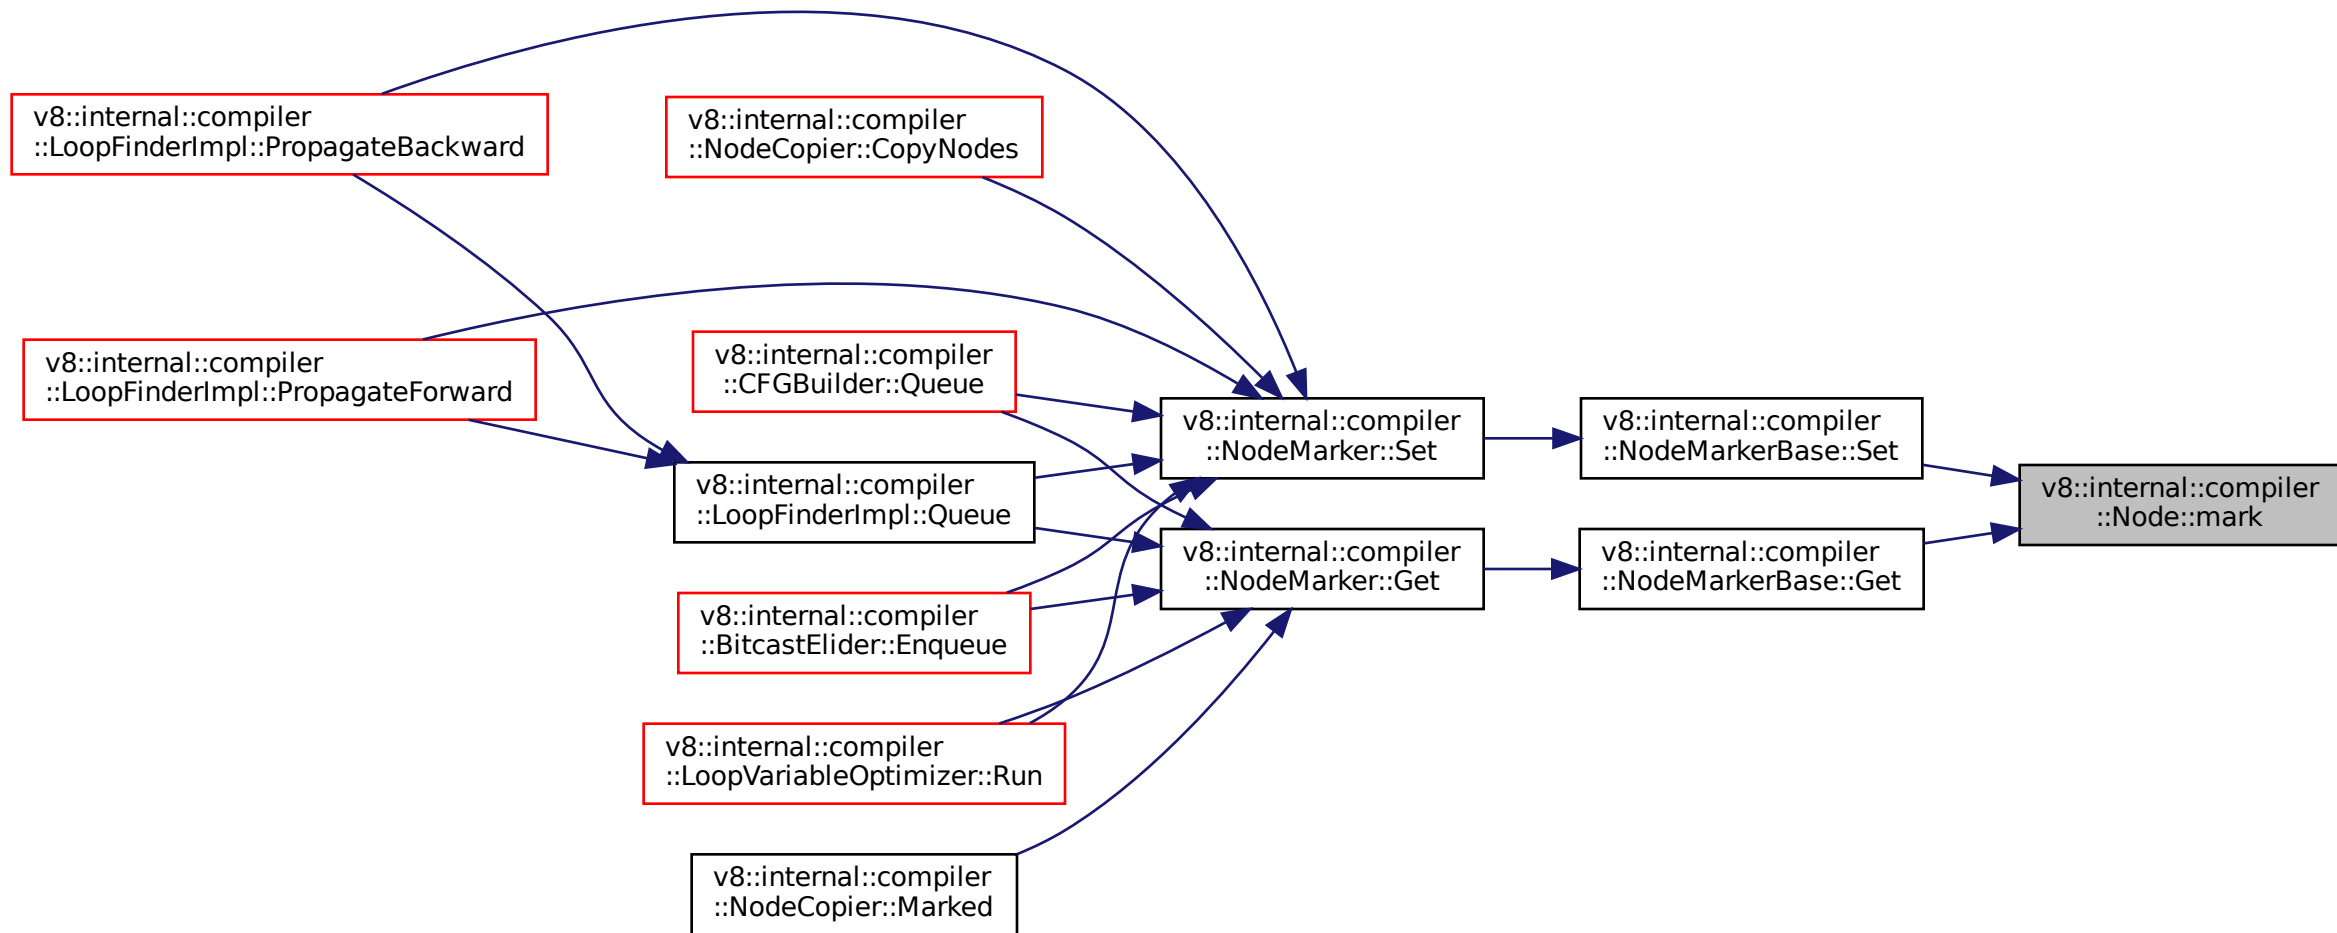 v8::internal::compiler
::LoopFinderImpl::PropagateBackward
v8::internal::compiler
::NodeCopier::CopyNodes
v8::internal::compiler
::LoopFinderImpl::PropagateForward
v8::internal::compiler
::CFGBuilder::Queue
v8::internal::compiler
::NodeMarker::Set
v8::internal::compiler
::NodeMarkerBase::Set
v8::internal::compiler
::LoopFinderImpl::Queue
v8::internal::compiler
::Node::mark
v8::internal::compiler
::NodeMarker::Get
v8::internal::compiler
::NodeMarkerBase::Get
v8::internal::compiler
::BitcastElider::Enqueue
v8::internal::compiler
::LoopVariableOptimizer::Run
v8::internal::compiler
::NodeCopier::Marked